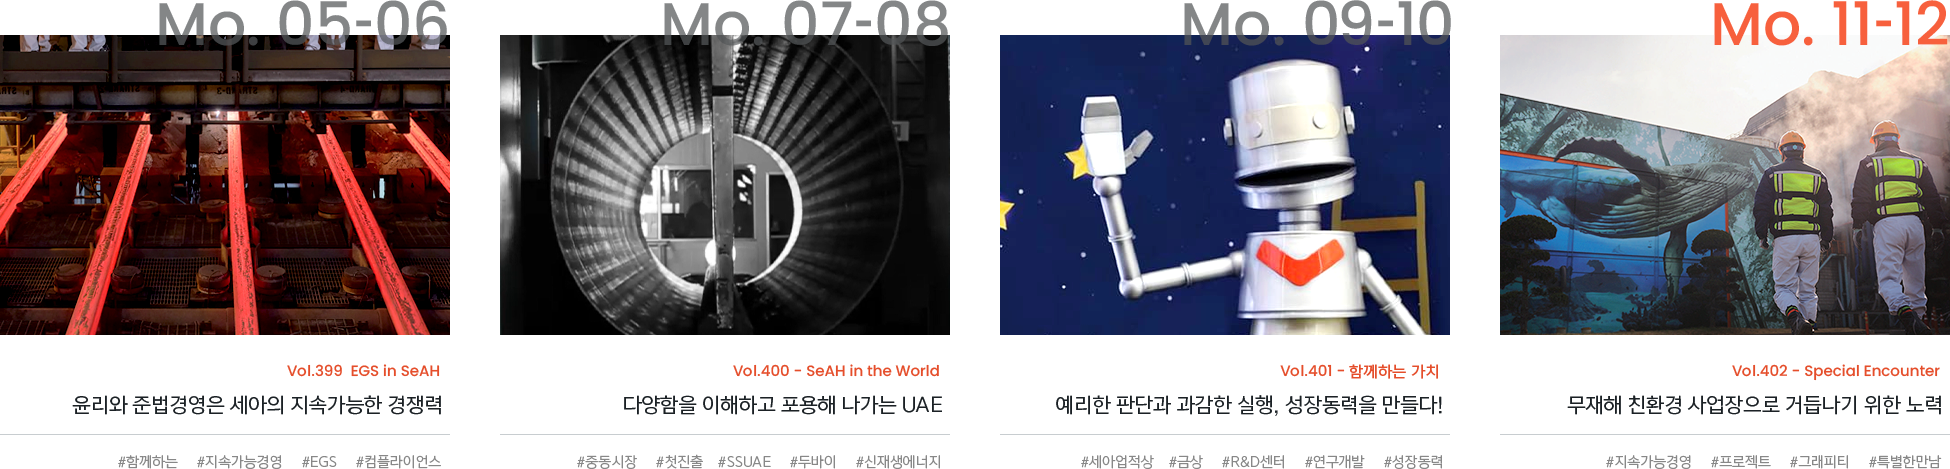 Mo. 05-06
Vol.399 EGS in SeAH
윤리와 준법경영은 세아의 지속가능한 경쟁력
#함께하는 #지속가능경영 #EGS #컴플라이언스
Mo. 07-08
Vol.400 - SeAH in the World
다양함을 이해하고 포용해 나가는 UAE
#중동시장 #첫진출 #SSUAE #두바이 #신재생에너지
Mo. 09-10
Vol.401 - 함께하는 가치
예리한 판단과 과감한 실행, 성장동력을 만들다!
#세아업적상 #금상 #R&D센터 #연구개발 #성장동력
Mo. 11-12
Vol.402 - Special Encounter
무재해 친환경 사업장으로 거듭나기 위한 노력
#지속가능경영 #프로젝트 #그래피티 #특별한만남